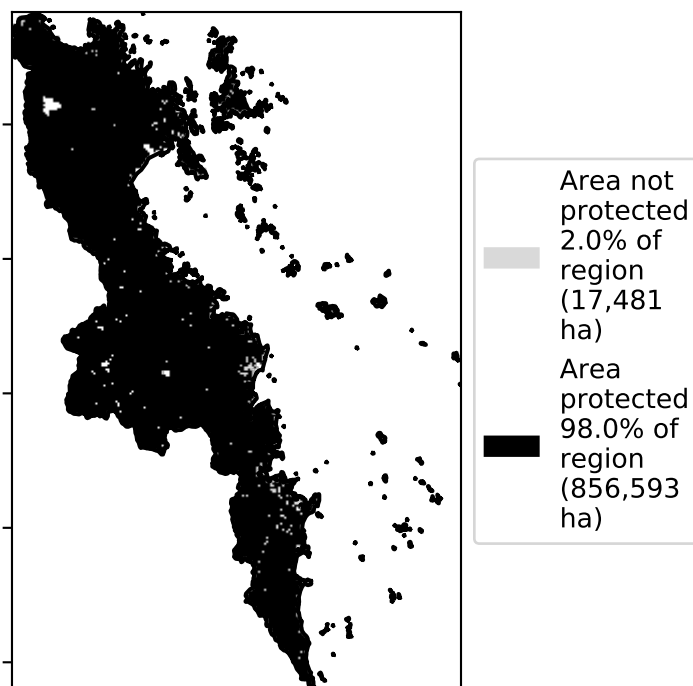 Area not
protected
2.0% of
region
(17,481
ha)
Area
protected
98.0% of
region
(856,593
ha)